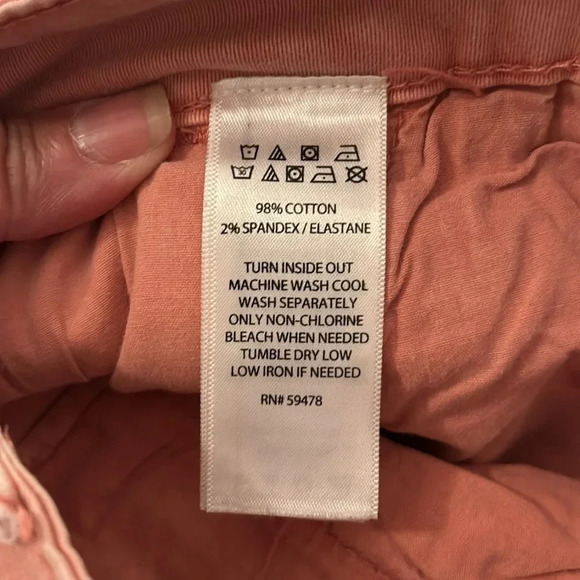 98% COTTON
2% SPANDEX / ELASTANE
TURN INSIDE OUT
MACHINE WASH COOL
WASH SEPARATELY
ONLY NON-CHLORINE
BLEACH WHEN NEEDED
TUMBLE DRY LOW
LOW IRON IF NEEDED
RN# 59478